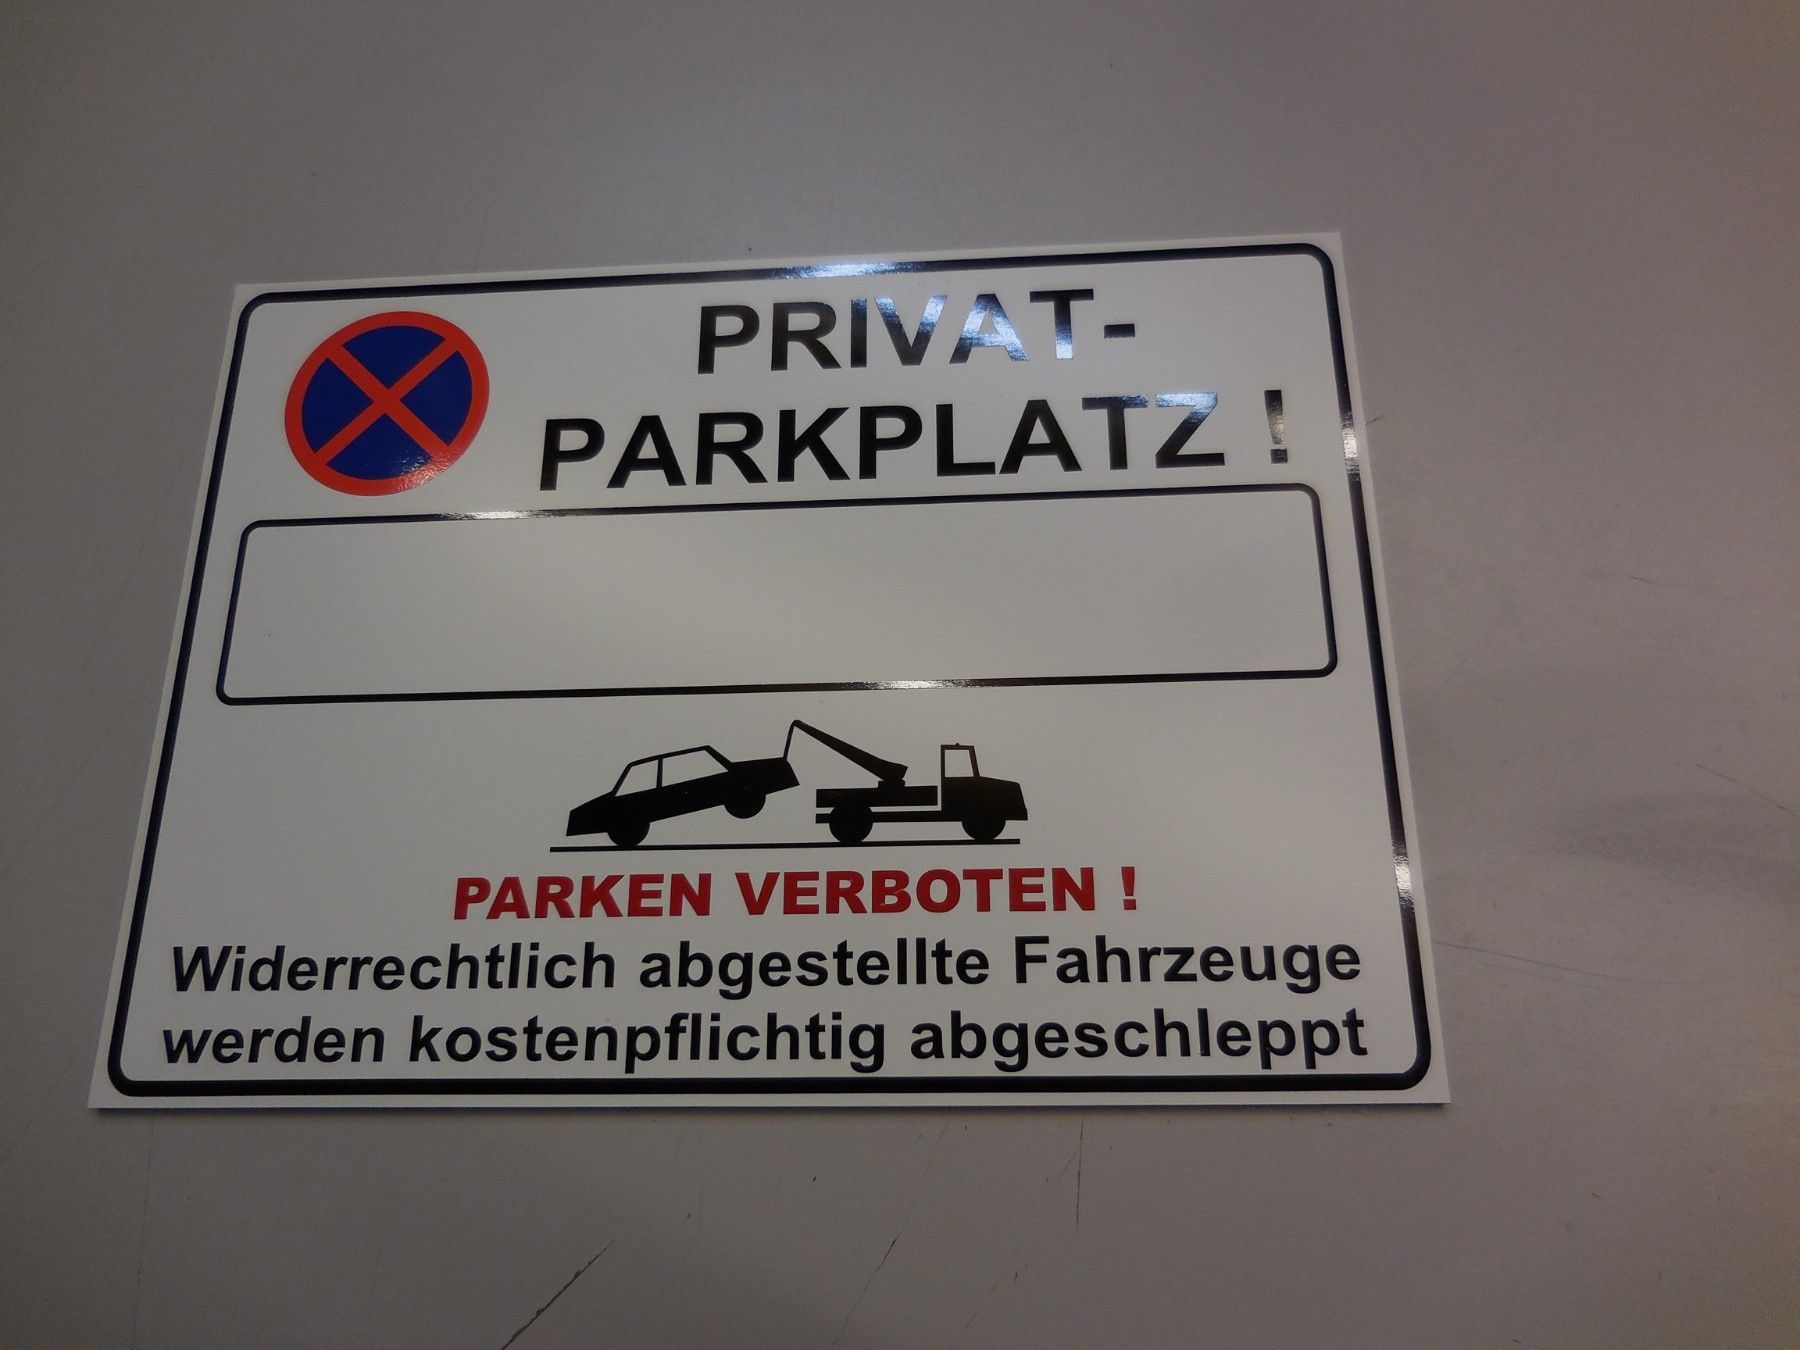 PRIVAT-
PARKPLATZ !
PARKEN VERBOTEN !
Widerrechtlich abgestellte Fahrzeuge
werden kostenpflichtig abgeschleppt